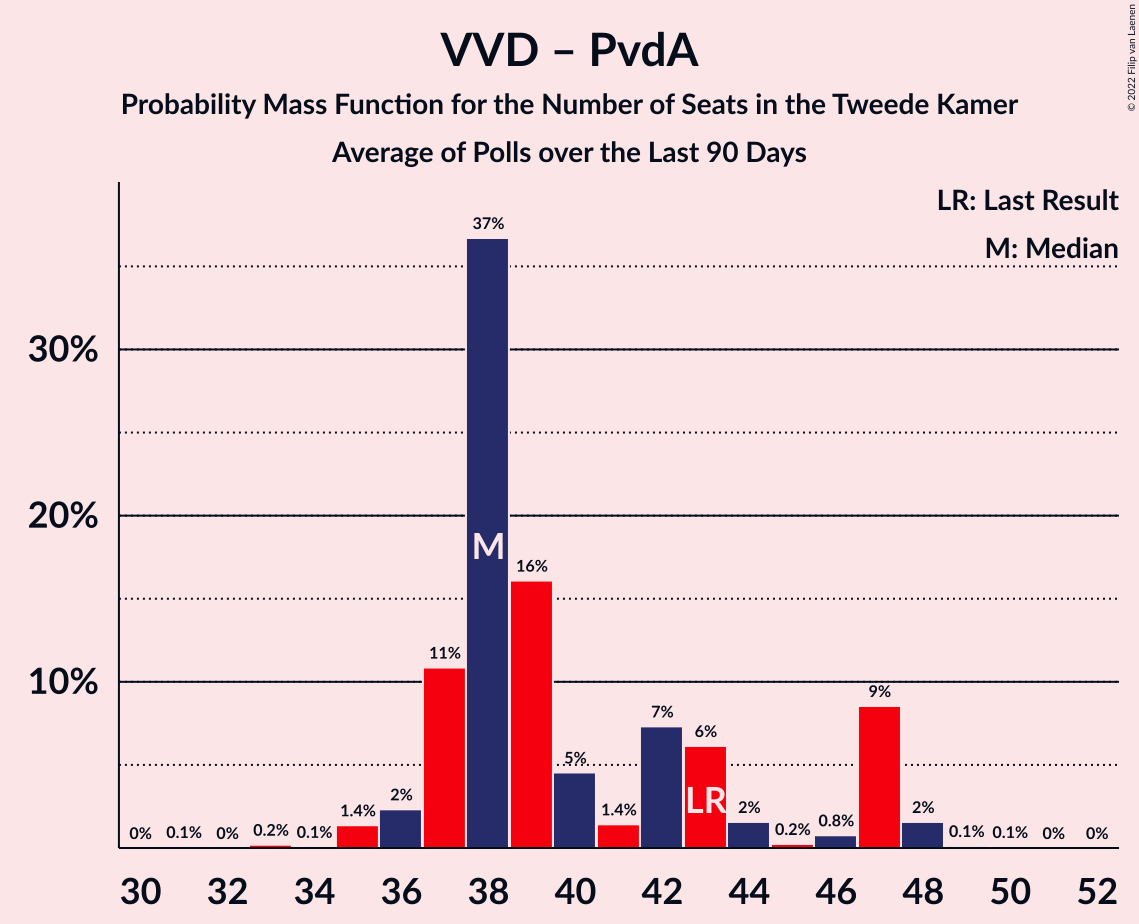 VVD – PvdA
Probability Mass Function for the Number of Seats in the Tweede Kamer
Average of Polls over the Last 90 Days
© 2022 Filip van Laenen
LR: Last Result
M: Median
30%
20%
10%
0% 0.1% 0% 0.2% 0.1% 1.4% 2% 11% 37% 16% 5% 1.4% 7% 6% 2% 0.2% 0.8% 9% 2% 0.1% 0.1% 0% 0%
M
LR
30 32 34 36 38 40 42 44 46 48 50 52